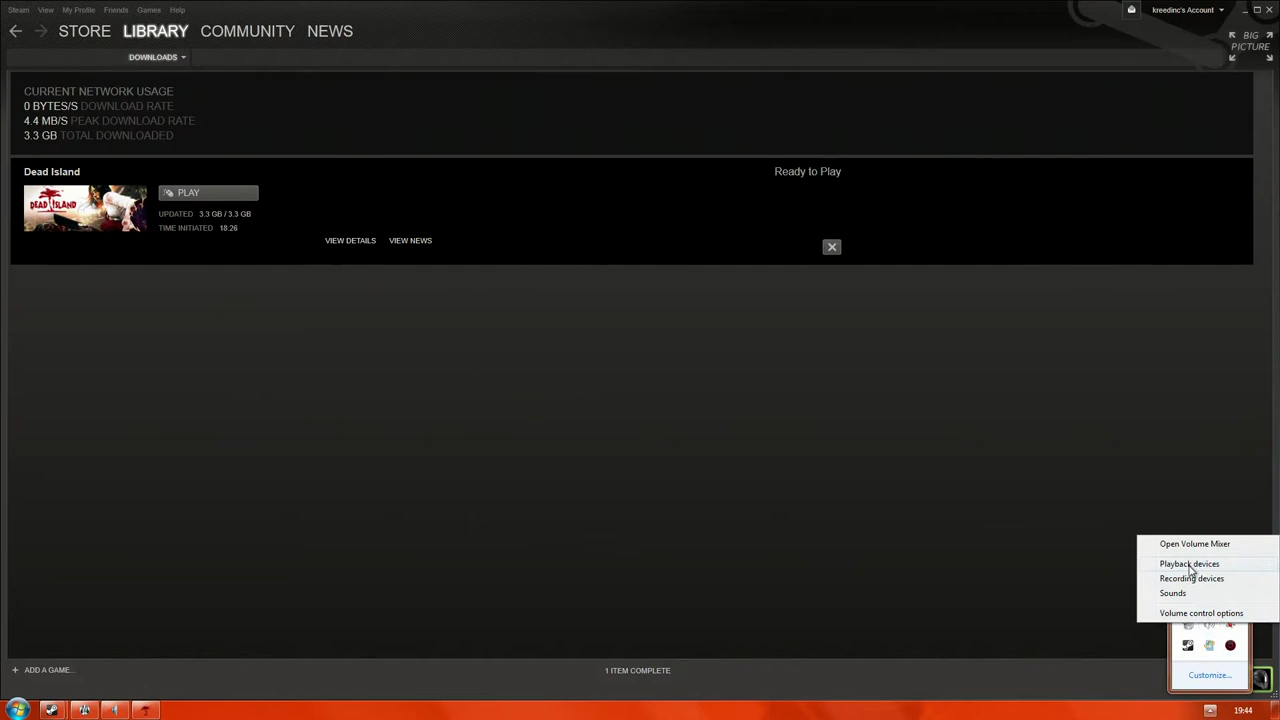 Steam View My Profile Friends Games Help
kreedinc's Account
STORE LIBRARY COMMUNITY NEWS
BIG
PICTURE
DOWNLOADS
CURRENT NETWORK USAGE
0 BYTES/S DOWNLOAD RATE
4.4 MB/S PEAK DOWNLOAD RATE
3.3 GB TOTAL DOWNLOADED
Dead Island
Ready to Play
DEAD ISLAND
PLAY
UPDATED 3.3 GB / 3.3 GB
TIME INITIATED 18:26
VIEW DETAILS VIEW NEWS
Open Volume Mixer
Playback devices
Recording devices
Sounds
Volume control options
Customize...
+ ADD A GAME...
1 ITEM COMPLETE
19:44